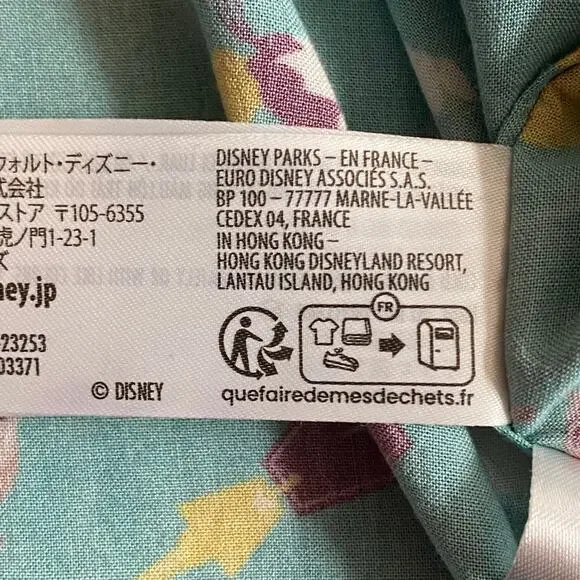 ウォルト・ディズニー・
式会社
ストア 〒105-6355
虎ノ門1-23-1
ズ
ney.jp
-23253
03371
© DISNEY
DISNEY PARKS – EN FRANCE –
EURO DISNEY ASSOCIÉS S.A.S.
BP 100 – 77777 MARNE-LA-VALLÉE
CEDEX 04, FRANCE
IN HONG KONG –
HONG KONG DISNEYLAND RESORT,
LANTAU ISLAND, HONG KONG
FR
quefairedemesdechets.fr